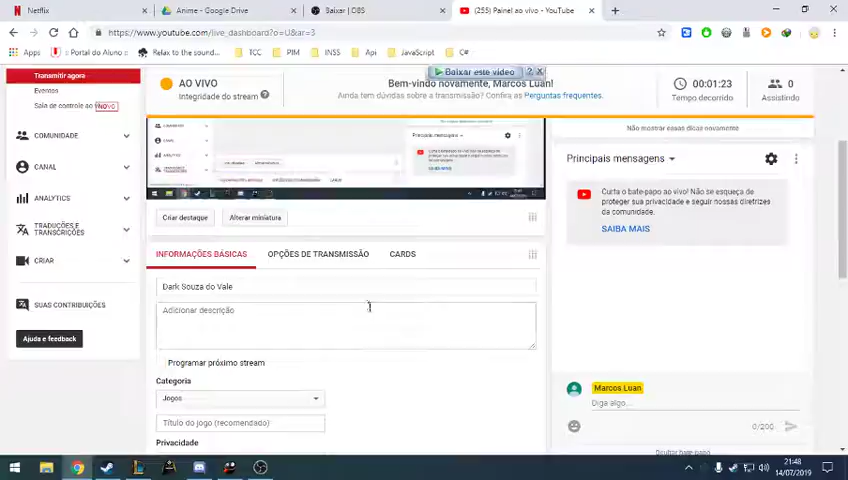 Netflix
Anime - Google Drive
Baixar | OBS
(255) Painel ao vivo - YouTube
https://www.youtube.com/live_dashboard?o=U&ar=3
Apps
Portal do Aluno
Relax to the sound...
TCC
PIM
INSS
Api
JavaScript
C#
Transmitir agora
Eventos
Sala de controle ao
NOVO
COMUNIDADE
CANAL
ANALYTICS
TRADUÇÕES E
TRANSCRIÇÕES
CRIAR
SUAS CONTRIBUIÇÕES
Ajuda e feedback
AO VIVO
Integridade do stream
Baixar este vídeo
Bem-vindo novamente, Marcos Luan!
Ainda tem dúvidas sobre a transmissão? Confira as Perguntas frequentes.
00:01:23
Tempo decorrido
0
Assistindo
Criar destaque
Alterar miniatura
INFORMAÇÕES BÁSICAS
OPÇÕES DE TRANSMISSÃO
CARDS
Dark Souza do Vale
Adicionar descrição
Programar próximo stream
Categoria
Jogos
Título do jogo (recomendado)
Privacidade
Não mostrar essas dicas novamente
Principais mensagens
Curta o bate-papo ao vivo! Não se esqueça de
proteger sua privacidade e seguir nossas diretrizes
da comunidade.
SAIBA MAIS
Marcos Luan
Diga algo...
0/200
21:48
14/07/2019